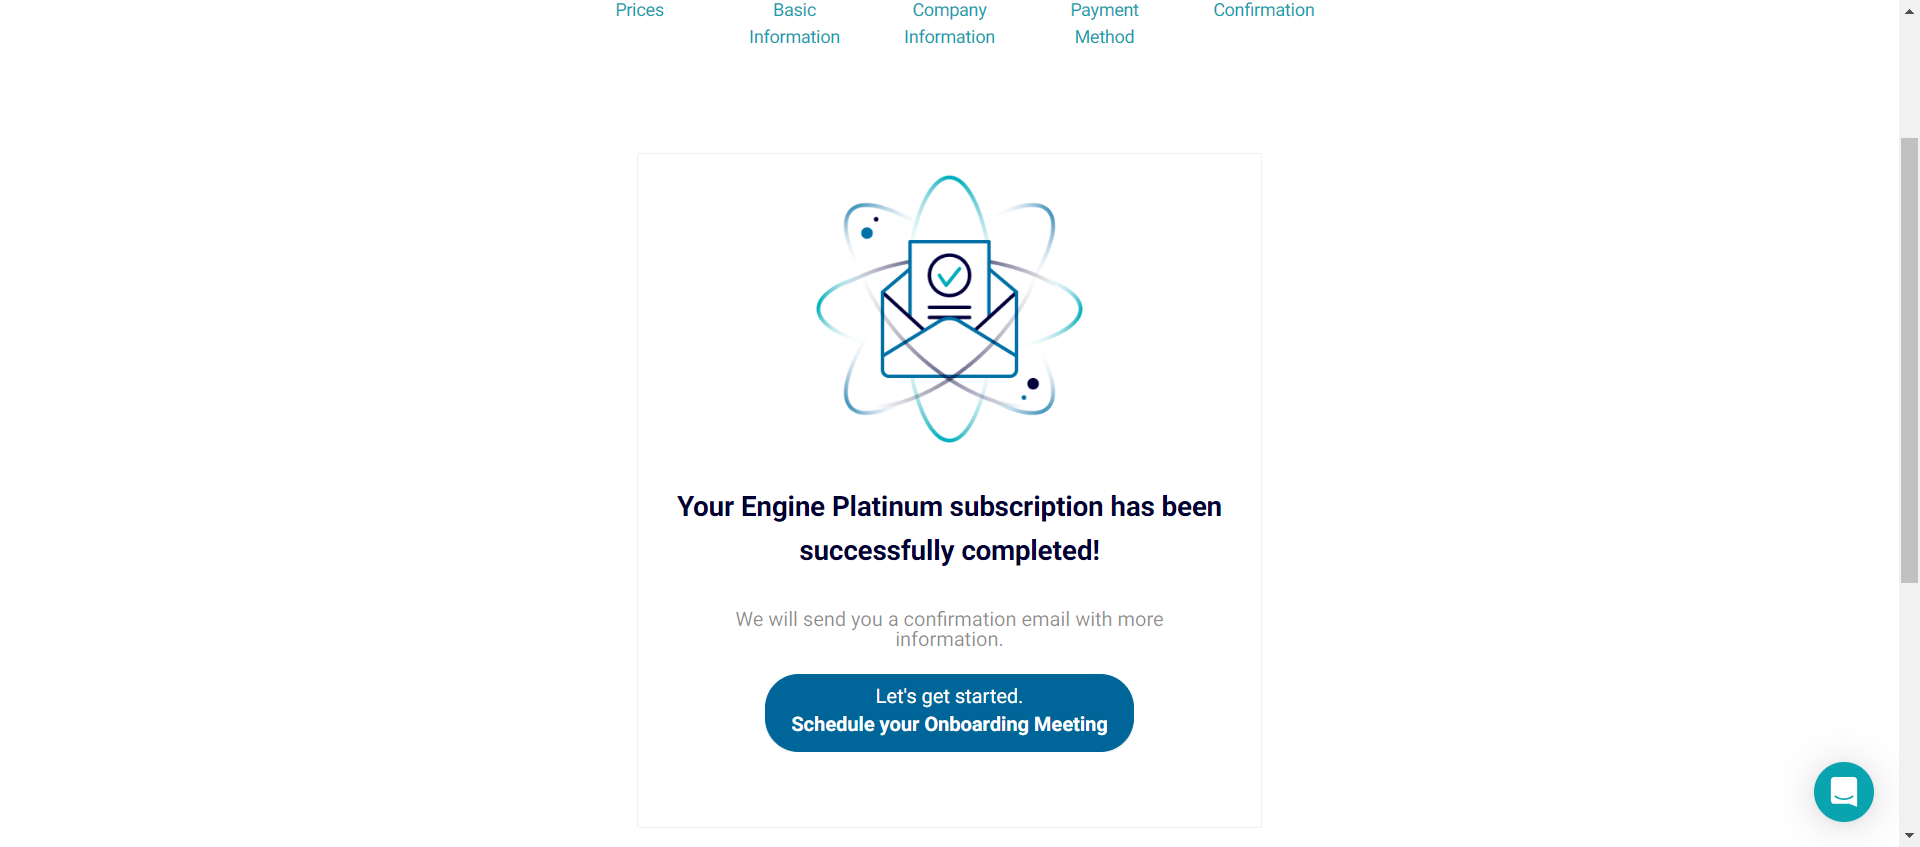 Prices
Basic
Information
Company
Information
Payment
Method
Confirmation
Your Engine Platinum subscription has been
successfully completed!
We will send you a confirmation email with more
information.
Let's get started.
Schedule your Onboarding Meeting